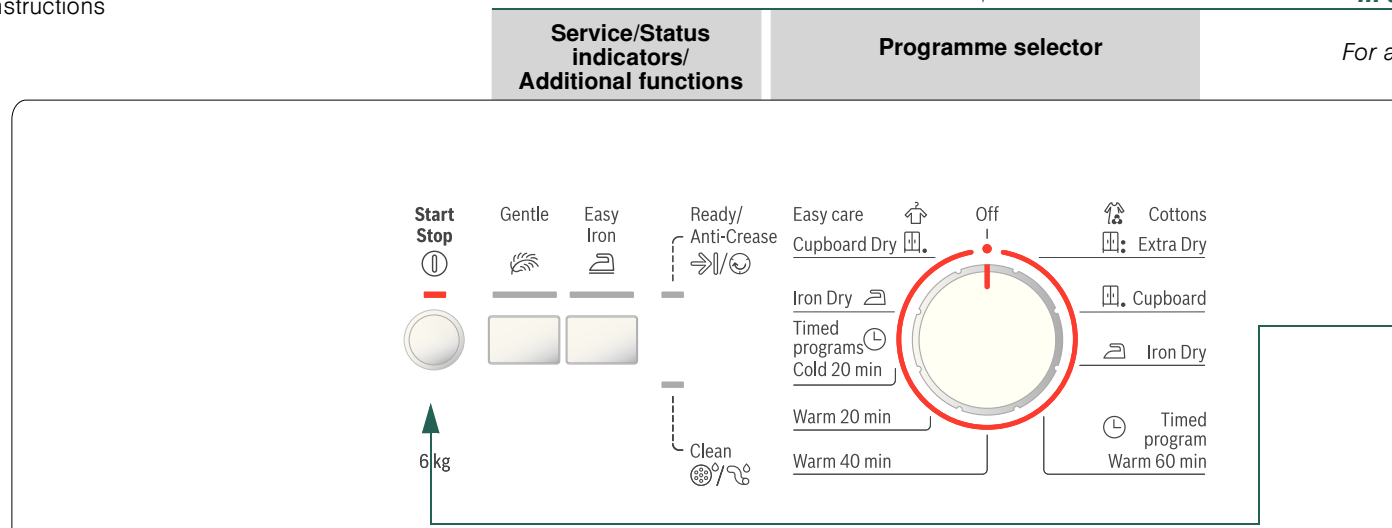 nstructions
Service/Status
indicators/
Additional functions
Programme selector
For a
Start
Stop
Gentle
Easy
Iron
Ready/
Anti-Crease
Easy care
Off
Cottons
Cupboard Dry
Extra Dry
Iron Dry
Cupboard
Timed
programs
Cold 20 min
Iron Dry
Warm 20 min
Timed
program
Warm 60 min
Warm 40 min
Clean
6 kg